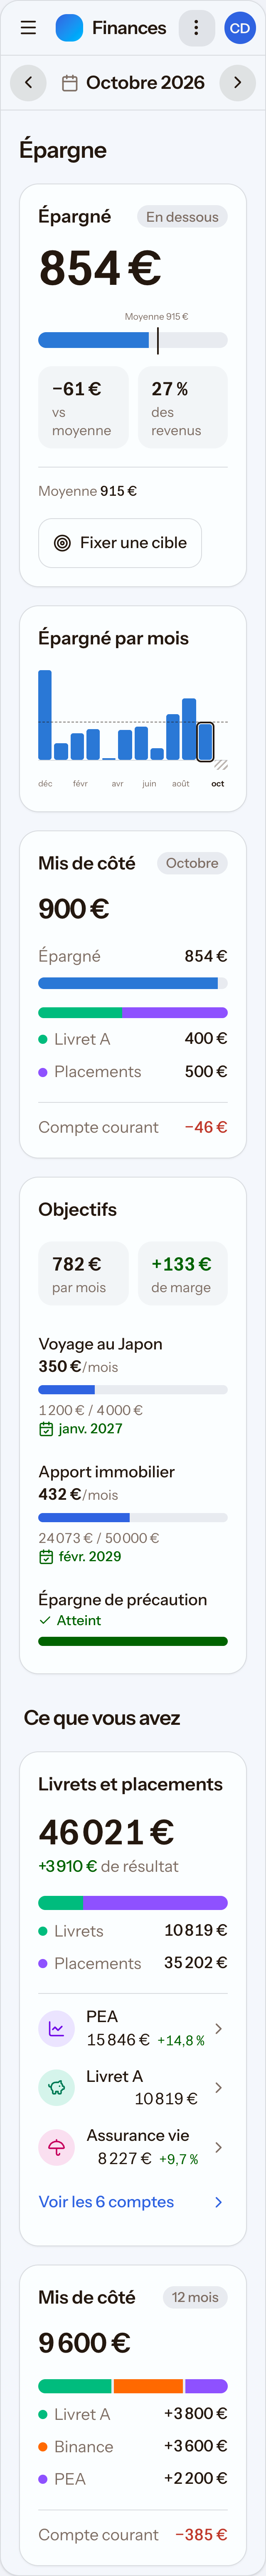 Finances
CD
Octobre 2026
Épargne
Épargné
En dessous
854 €
Moyenne 915 €
−61 €
vs
moyenne
27 %
des
revenus
Moyenne 915 €
Fixer une cible
Épargné par mois
déc févr avr juin août oct
Mis de côté
Octobre
900 €
Épargné 854 €
Livret A 400 €
Placements 500 €
Compte courant −46 €
Objectifs
782 €
par mois
+133 €
de marge
Voyage au Japon
350 €/mois
1 200 € / 4 000 €
janv. 2027
Apport immobilier
432 €/mois
24 073 € / 50 000 €
févr. 2029
Épargne de précaution
Atteint
Ce que vous avez
Livrets et placements
46 021 €
+3 910 € de résultat
Livrets 10 819 €
Placements 35 202 €
PEA
15 846 € +14,8 %
Livret A
10 819 €
Assurance vie
8 227 € +9,7 %
Voir les 6 comptes
Mis de côté
12 mois
9 600 €
Livret A +3 800 €
Binance +3 600 €
PEA +2 200 €
Compte courant −385 €